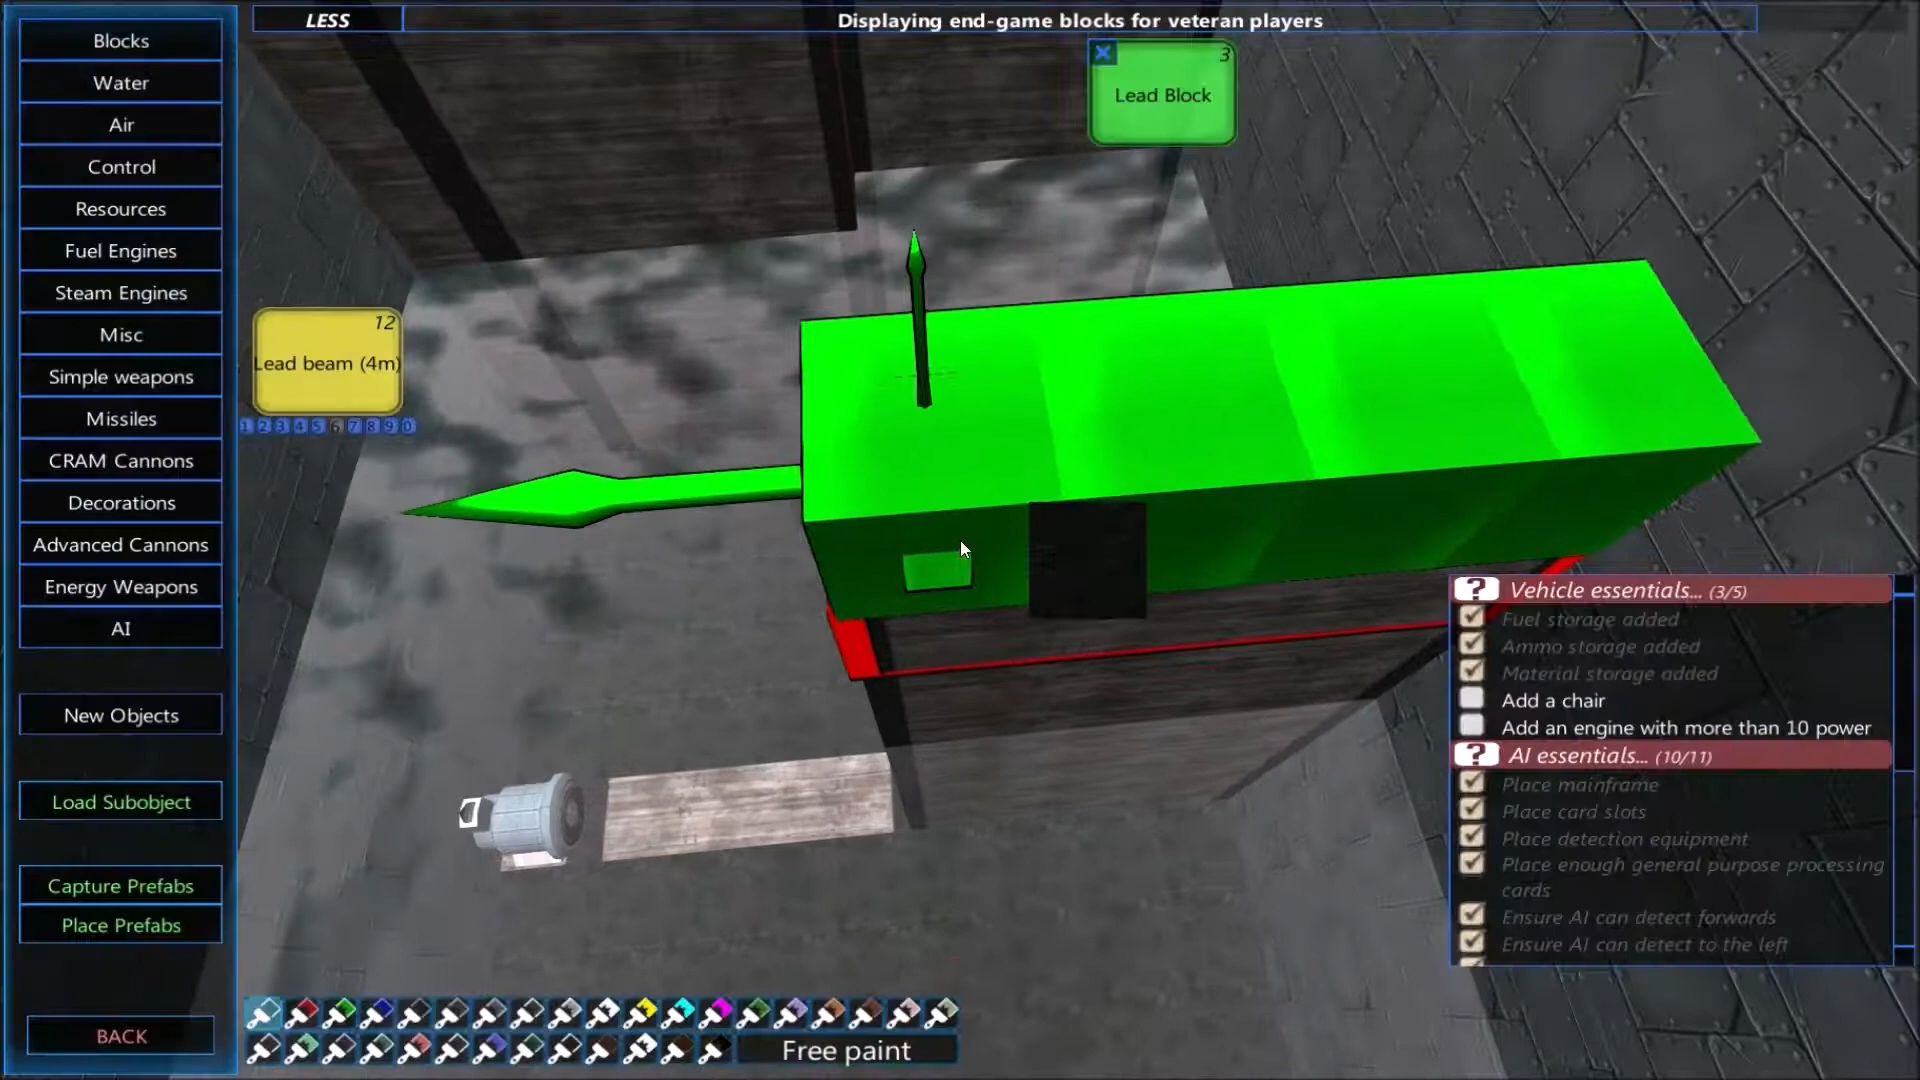 LESS
Displaying end-game blocks for veteran players
Blocks
Water
Air
Control
Resources
Fuel Engines
Steam Engines
Misc
Simple weapons
Missiles
CRAM Cannons
Decorations
Advanced Cannons
Energy Weapons
AI
New Objects
Load Subobject
Capture Prefabs
Place Prefabs
BACK
3
Lead Block
12
Lead beam (4m)
1 2 3 4 5 6 7 8 9 0
? Vehicle essentials... (3/5)
Fuel storage added
Ammo storage added
Material storage added
Add a chair
Add an engine with more than 10 power
? AI essentials... (10/11)
Place mainframe
Place card slots
Place detection equipment
Place enough general purpose processing
cards
Ensure AI can detect forwards
Ensure AI can detect to the left
Free paint